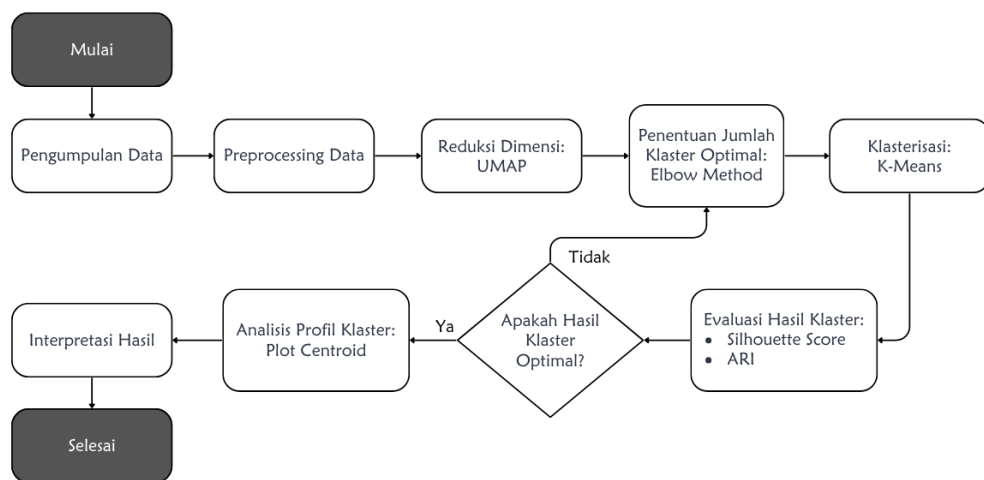 Mulai
Pengumpulan Data
Preprocessing Data
Reduksi Dimensi:
UMAP
Penentuan Jumlah
Klaster Optimal:
Elbow Method
Klasterisasi:
K-Means
Evaluasi Hasil Klaster:
• Silhouette Score
• ARI
Apakah Hasil
Klaster
Optimal?
Tidak
Ya
Analisis Profil Klaster:
Plot Centroid
Interpretasi Hasil
Selesai